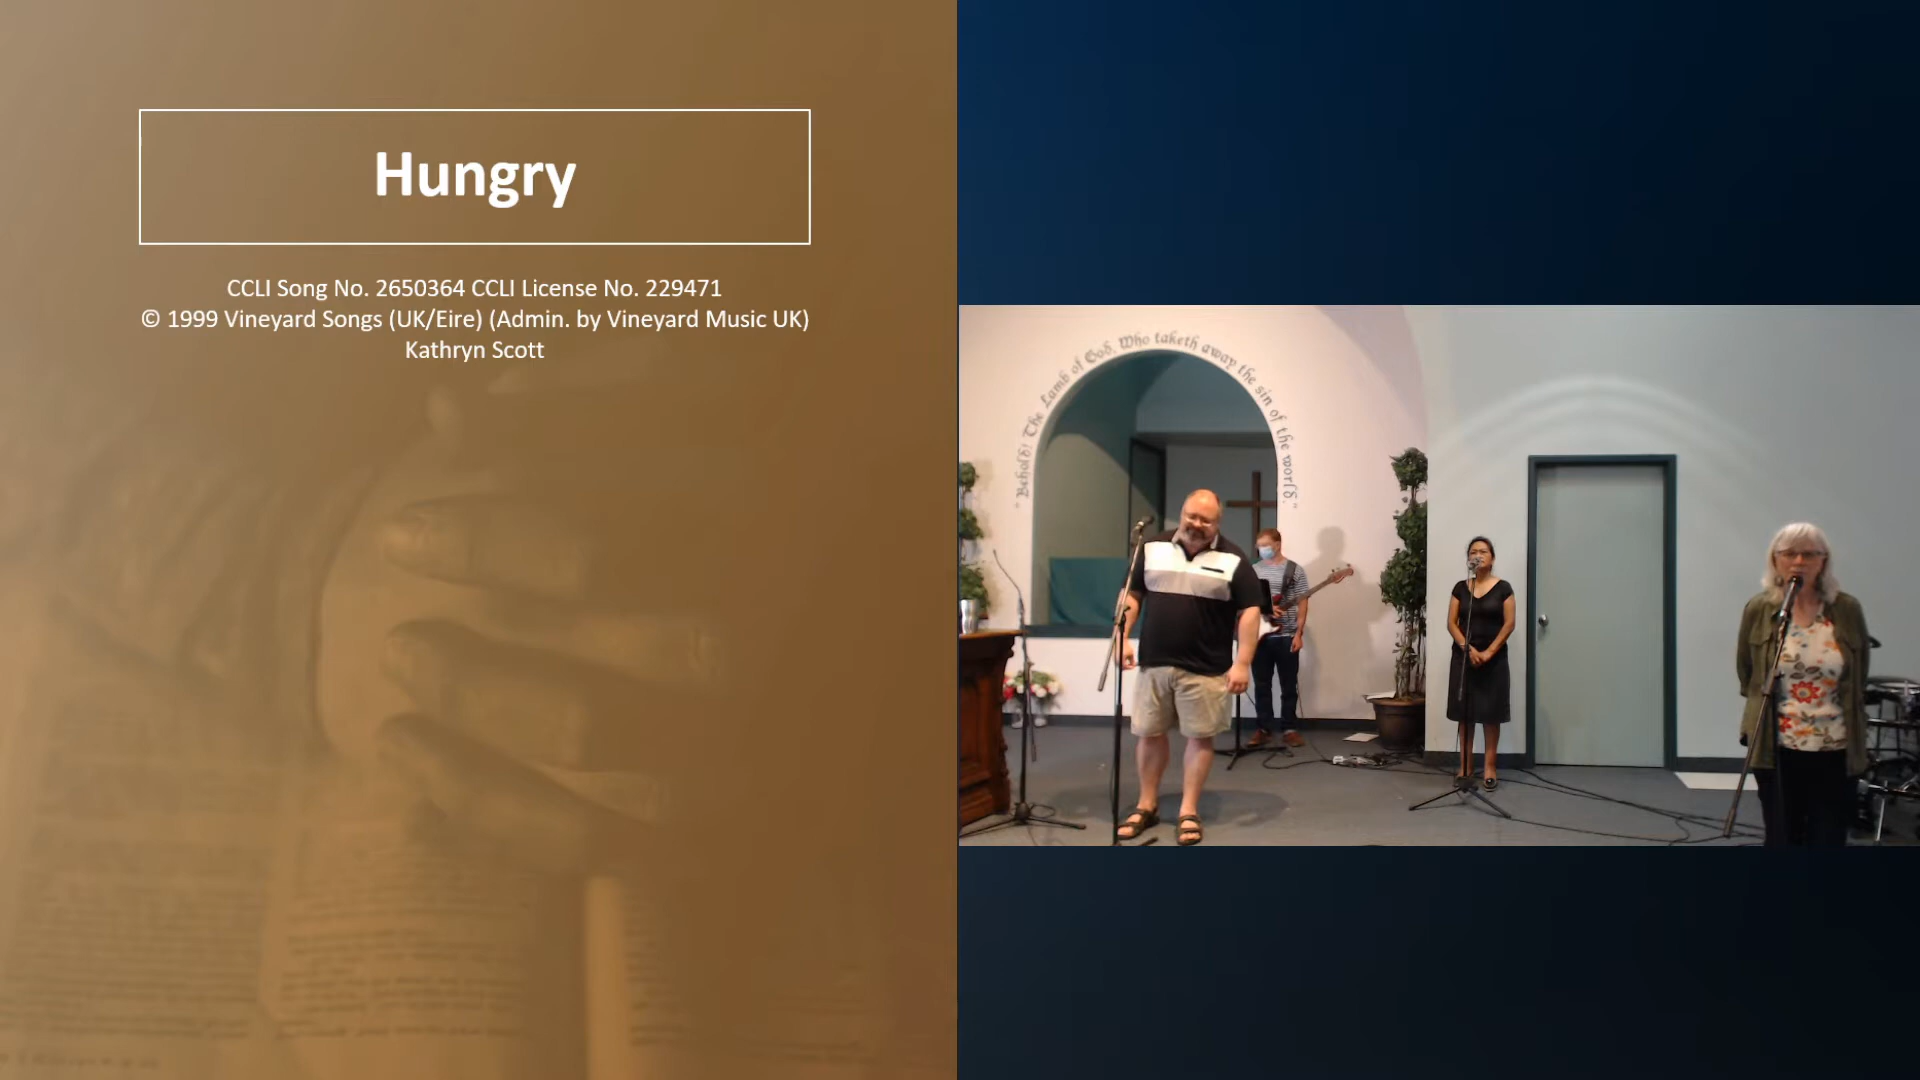 Hungry
CCLI Song No. 2650364 CCLI License No. 229471
© 1999 Vineyard Songs (UK/Eire) (Admin. by Vineyard Music UK)
Kathryn Scott
"Behold! The Lamb of God, Who taketh away the sin of the world."